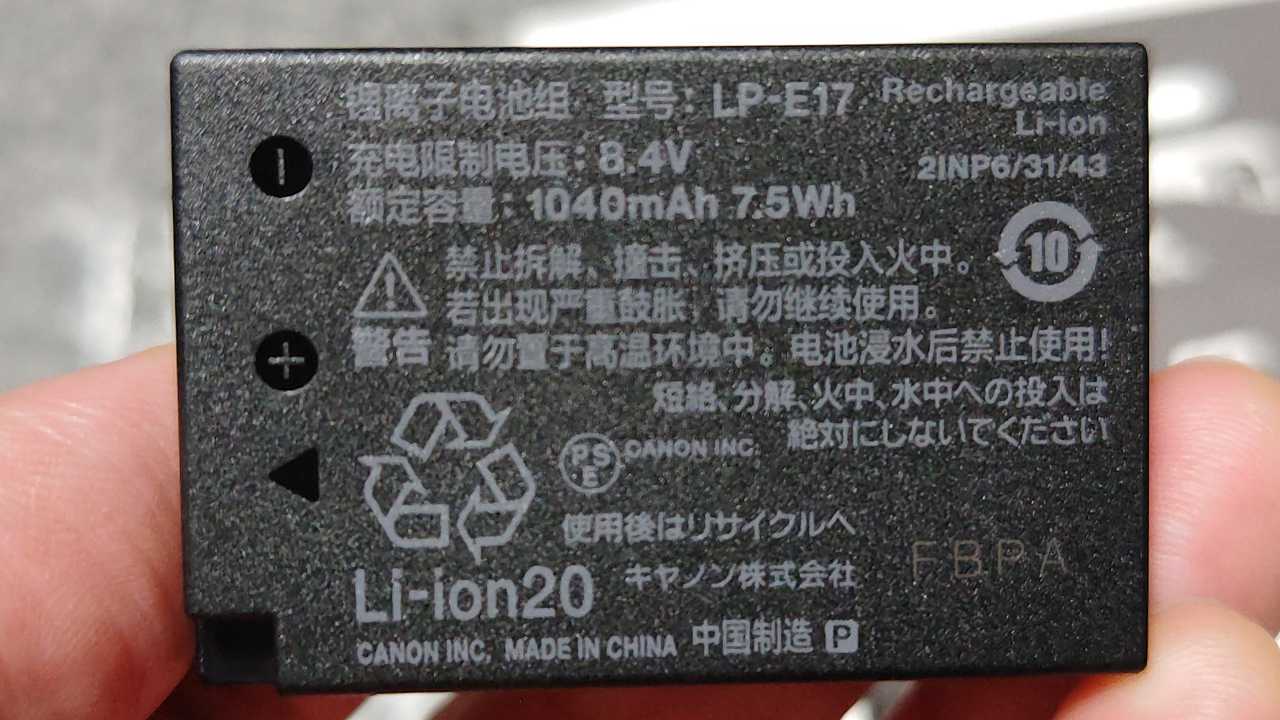 锂离子电池组 型号: LP-E17
Rechargeable
Li-ion
充电限制电压: 8.4V
2INP6/31/43
额定容量: 1040mAh 7.5Wh
10
禁止拆解、撞击、挤压或投入火中。
若出现严重鼓胀, 请勿继续使用。
警告 请勿置于高温环境中。电池浸水后禁止使用!
短絡、分解、火中、水中への投入は
絶対にしないでください
PS
E
CANON INC.
使用後はリサイクルへ
FBPA
Li-ion20
キヤノン株式会社
CANON INC. MADE IN CHINA 中国制造 P